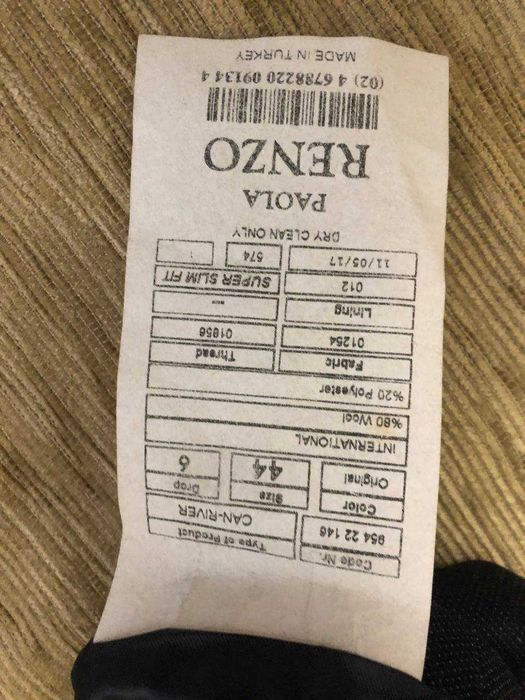 Code Nr. Type of Product
954 22 146 CAN-RIVER
Color Size Drop
Original 44 6
INTERNATIONAL
%80 Wool
%20 Polyester
Fabric Thread
01254 01856
Lining ---
012 SUPER SLIM FIT
11/05/17 574 1
DRY CLEAN ONLY
PAOLA
RENZO
(02) 4 6788220 09134 4
MADE IN TURKEY